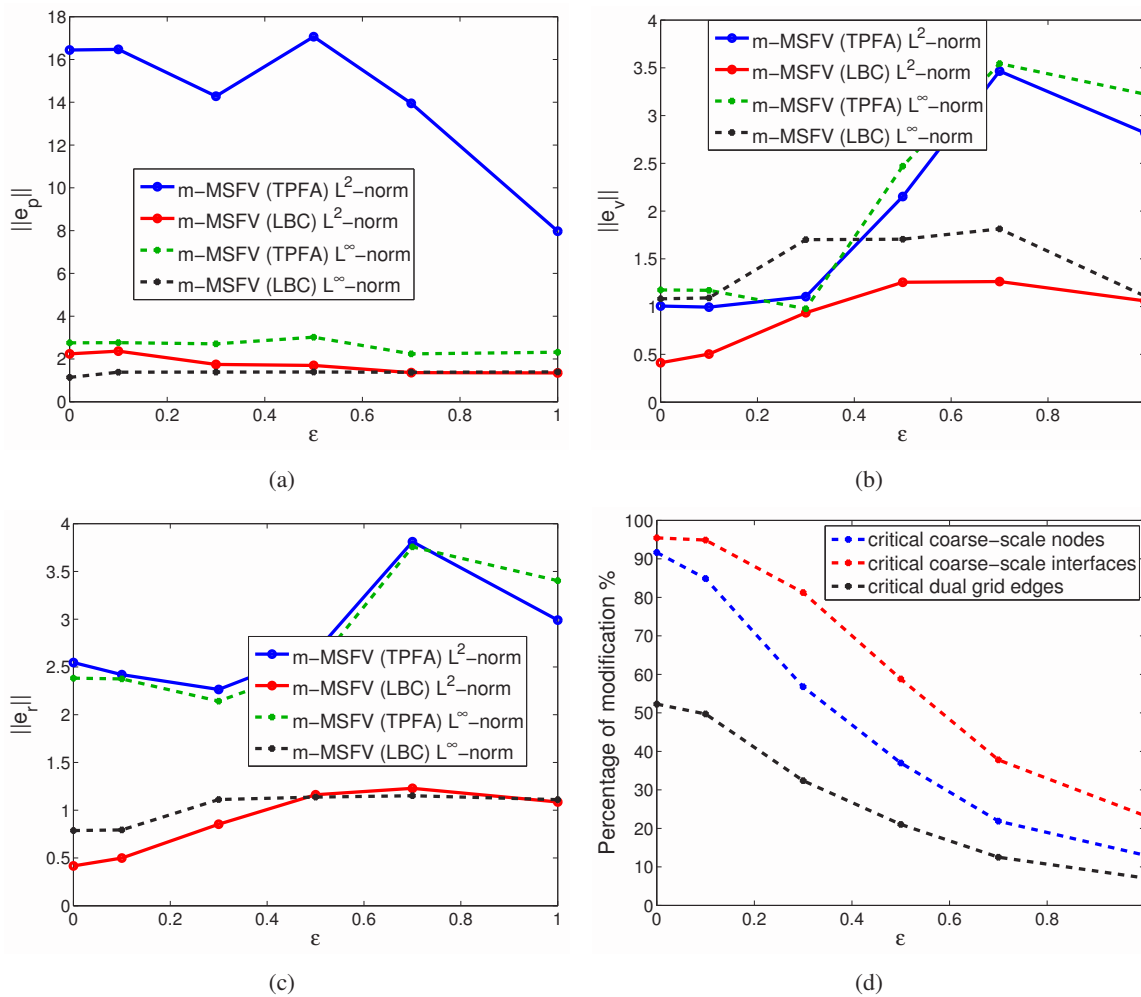 18
16
14
12
10
8
6
4
2
0
||e_p||
m−MSFV (TPFA) L²−norm
m−MSFV (LBC) L²−norm
m−MSFV (TPFA) L^∞−norm
m−MSFV (LBC) L^∞−norm
0 0.2 0.4 0.6 0.8 1
ε
(a)
4
3.5
3
2.5
2
1.5
1
0.5
0
||e_v||
m−MSFV (TPFA) L²−norm
m−MSFV (LBC) L²−norm
m−MSFV (TPFA) L^∞−norm
m−MSFV (LBC) L^∞−norm
0 0.2 0.4 0.6 0.8
ε
(b)
4
3.5
3
2.5
2
1.5
1
0.5
0
||e_r||
m−MSFV (TPFA) L²−norm
m−MSFV (LBC) L²−norm
m−MSFV (TPFA) L^∞−norm
m−MSFV (LBC) L^∞−norm
0 0.2 0.4 0.6 0.8 1
ε
(c)
100
90
80
70
60
50
40
30
20
10
0
Percentage of modification %
critical coarse−scale nodes
critical coarse−scale interfaces
critical dual grid edges
0 0.2 0.4 0.6 0.8
ε
(d)